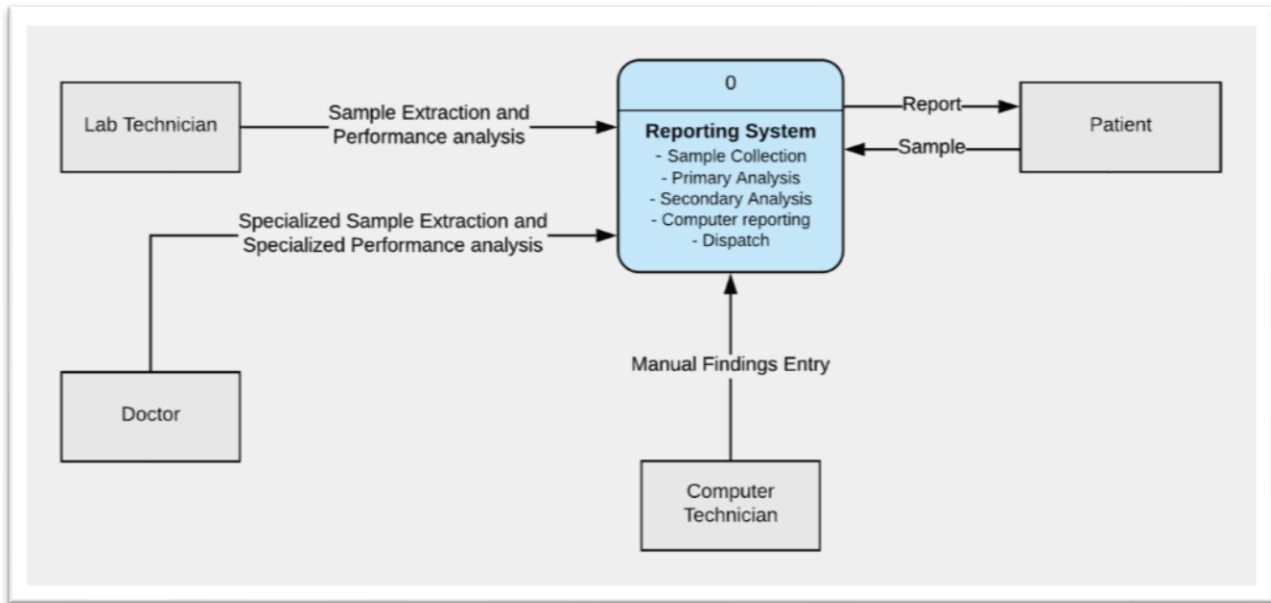 Lab Technician
Sample Extraction and
Performance analysis
0
Reporting System
- Sample Collection
- Primary Analysis
- Secondary Analysis
- Computer reporting
- Dispatch
Report
Sample
Patient
Specialized Sample Extraction and
Specialized Performance analysis
Doctor
Manual Findings Entry
Computer
Technician